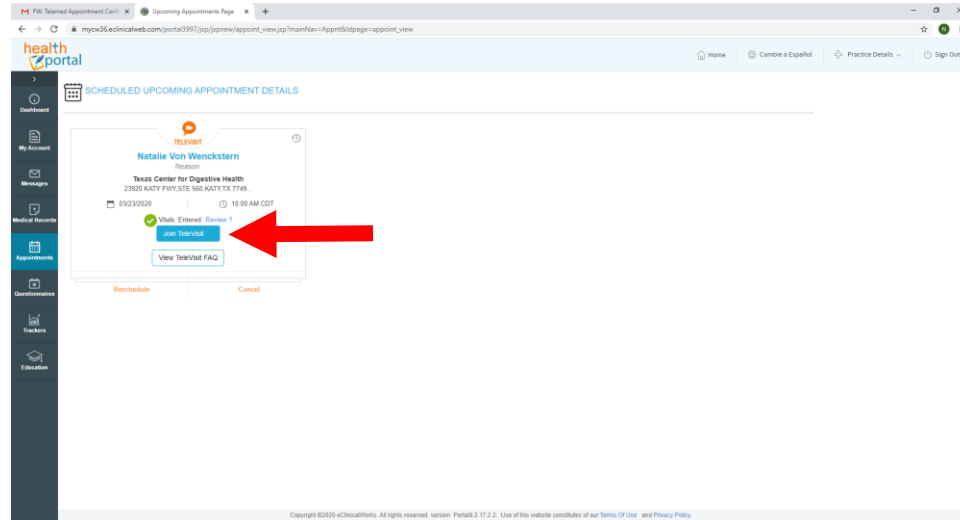 FW: Telemed Appointment Conf
Upcoming Appointments Page
mycw36.eclinicalweb.com/portal3997/jsp/jspnew/appoint_view.jsp?mainNav=Appnt&ldpage=appoint_view
N
health
portal
Home
Cambie a Español
Practice Details
Sign Out
Dashboard
My Account
Messages
Medical Records
Appointments
Questionnaires
Trackers
Education
SCHEDULED UPCOMING APPOINTMENT DETAILS
TELEVISIT
Natalie Von Wenckstern
Reason:
Texas Center for Digestive Health
23920 KATY FWY,STE 560,KATY,TX 7749...
03/23/2020 10:00 AM CDT
Vitals: Entered. Review ?
Join TeleVisit
View TeleVisit FAQ
Reschedule Cancel
Copyright ©2020 eClinicalWorks. All rights reserved. version Portal8.2.17.2.2. Use of this website constitutes of our Terms Of Use and Privacy Policy.